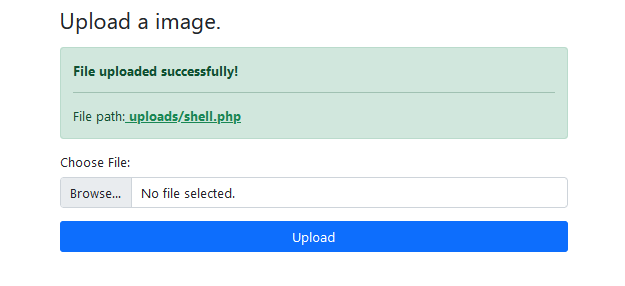 Upload a image.
File uploaded successfully!
File path: uploads/shell.php
Choose File:
Browse... No file selected.
Upload